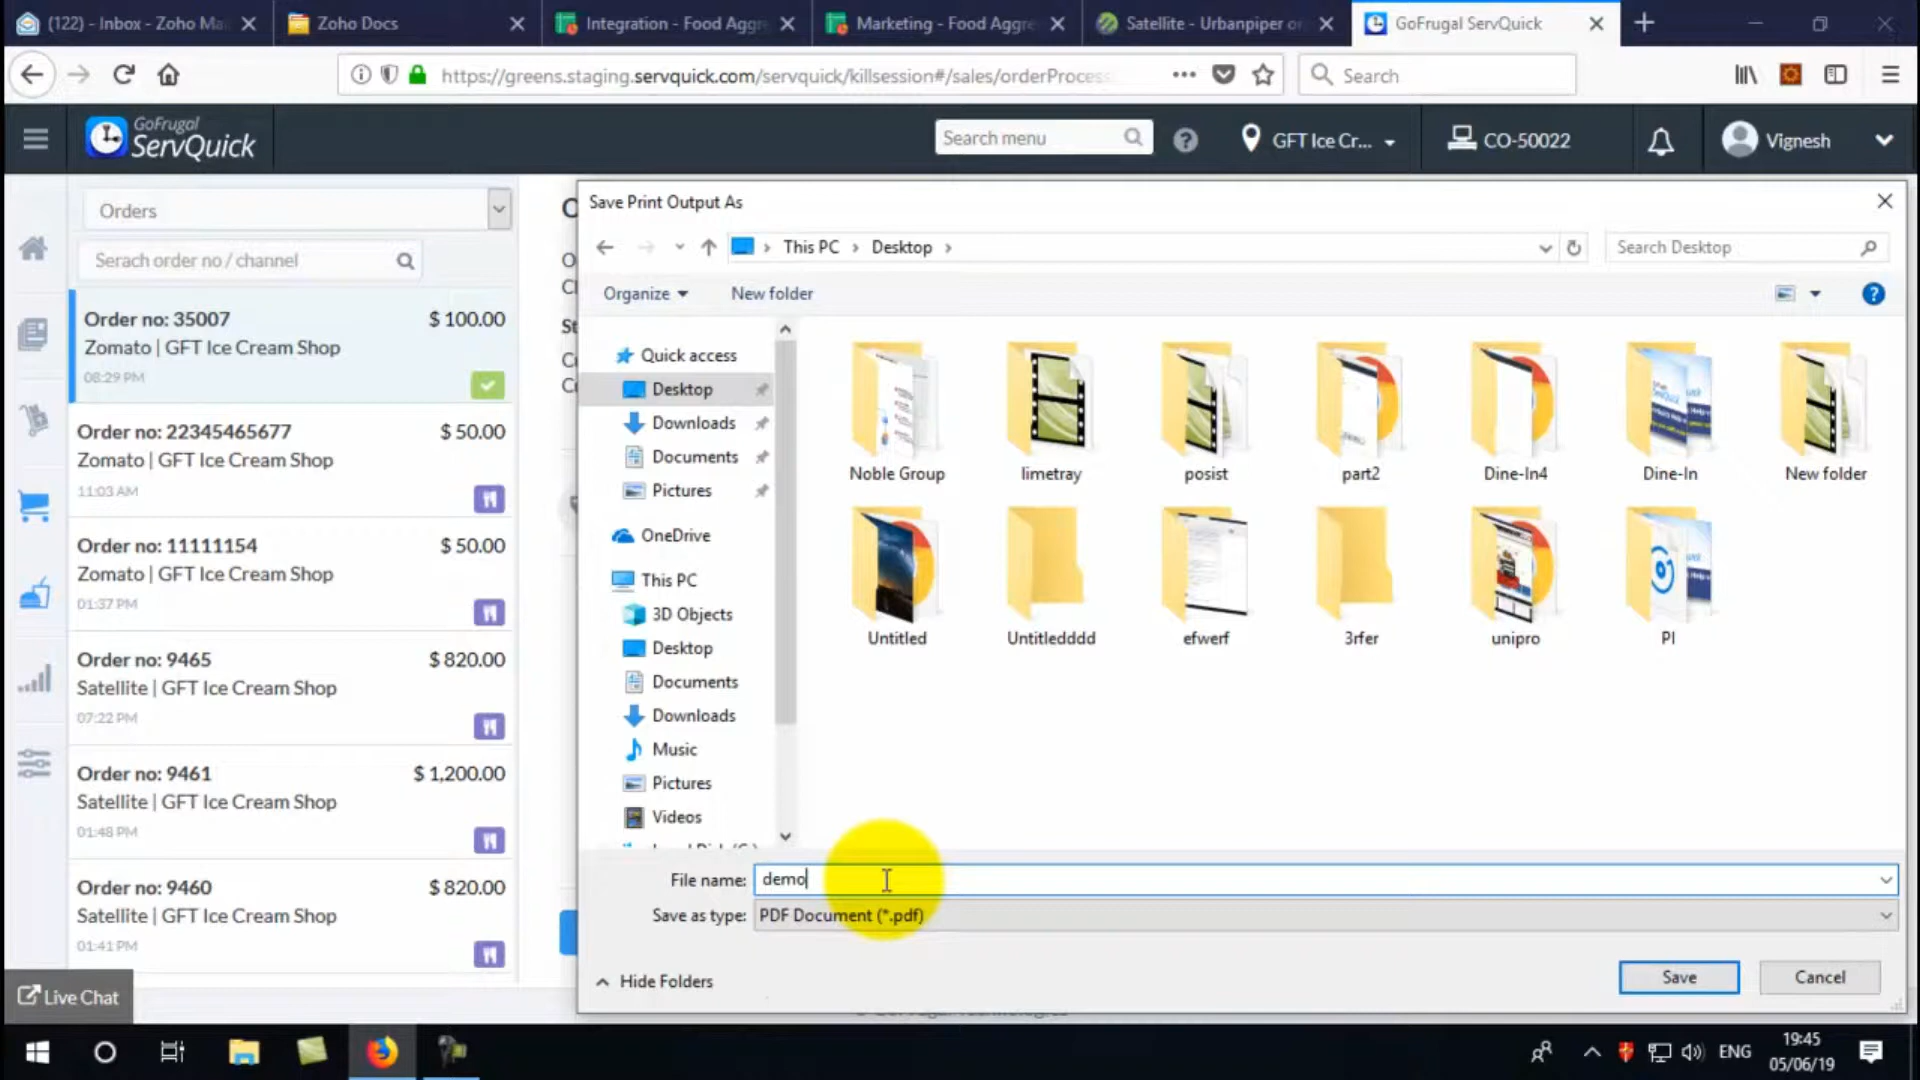 (122) - Inbox - Zoho Ma
Zoho Docs
Integration - Food Aggre
Marketing - Food Aggre
Satellite - Urbanpiper or
GoFrugal ServQuick
https://greens.staging.servquick.com/servquick/killsession#/sales/orderProcess
Search
GoFrugal
ServQuick
Search menu
GFT Ice Cr...
CO-50022
Vignesh
Orders
Serach order no / channel
Order no: 35007
$ 100.00
Zomato | GFT Ice Cream Shop
08:29 PM
Order no: 22345465677
$ 50.00
Zomato | GFT Ice Cream Shop
11:03 AM
Order no: 11111154
$ 50.00
Zomato | GFT Ice Cream Shop
01:37 PM
Order no: 9465
$ 820.00
Satellite | GFT Ice Cream Shop
07:22 PM
Order no: 9461
$ 1,200.00
Satellite | GFT Ice Cream Shop
01:48 PM
Order no: 9460
$ 820.00
Satellite | GFT Ice Cream Shop
01:41 PM
Live Chat
Save Print Output As
This PC
Desktop
Search Desktop
Organize
New folder
Quick access
Desktop
Downloads
Documents
Pictures
OneDrive
This PC
3D Objects
Desktop
Documents
Downloads
Music
Pictures
Videos
Noble Group
limetray
posist
part2
Dine-In4
Dine-In
New folder
Untitled
Untitledddd
efwerf
3rfer
unipro
PI
File name: demo
Save as type: PDF Document (*.pdf)
Hide Folders
Save
Cancel
ENG
19:45
05/06/19